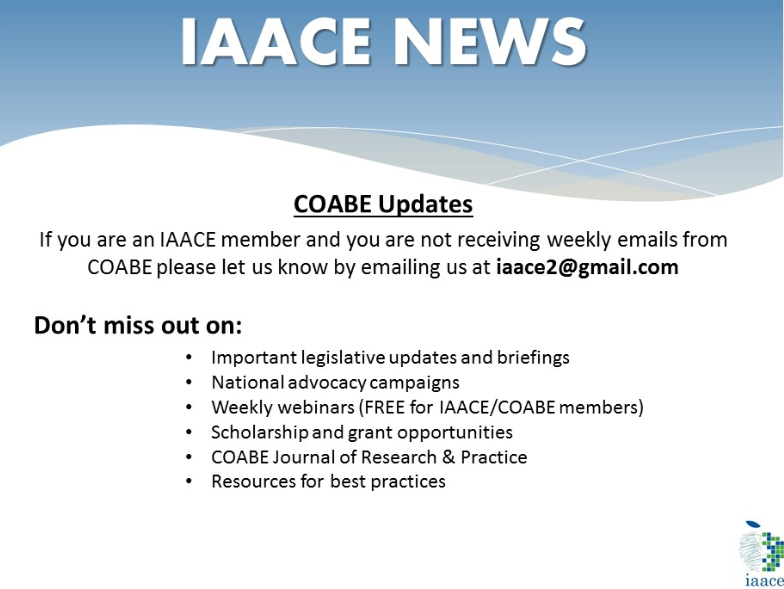 IAACE NEWS
COABE Updates
If you are an IAACE member and you are not receiving weekly emails from
COABE please let us know by emailing us at iaace2@gmail.com
Don’t miss out on:
• Important legislative updates and briefings
• National advocacy campaigns
• Weekly webinars (FREE for IAACE/COABE members)
• Scholarship and grant opportunities
• COABE Journal of Research & Practice
• Resources for best practices
iaace